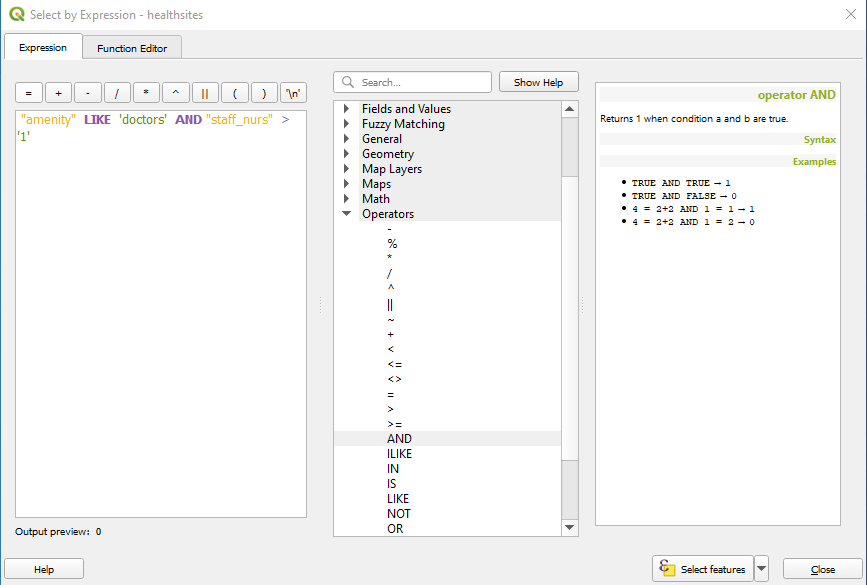 Select by Expression - healthsites
Expression
Function Editor
= + - / * ^ || ( ) '\n'
"amenity" LIKE 'doctors' AND "staff_nurs" >
'1'
Output preview: 0
Search...
Show Help
Fields and Values
Fuzzy Matching
General
Geometry
Map Layers
Maps
Math
Operators
-
%
*
/
^
||
~
+
<
<=
<>
=
>
>=
AND
ILIKE
IN
IS
LIKE
NOT
OR
operator AND
Returns 1 when condition a and b are true.
Syntax
Examples
• TRUE AND TRUE → 1
• TRUE AND FALSE → 0
• 4 = 2+2 AND 1 = 1 → 1
• 4 = 2+2 AND 1 = 2 → 0
Help
Select features
Close